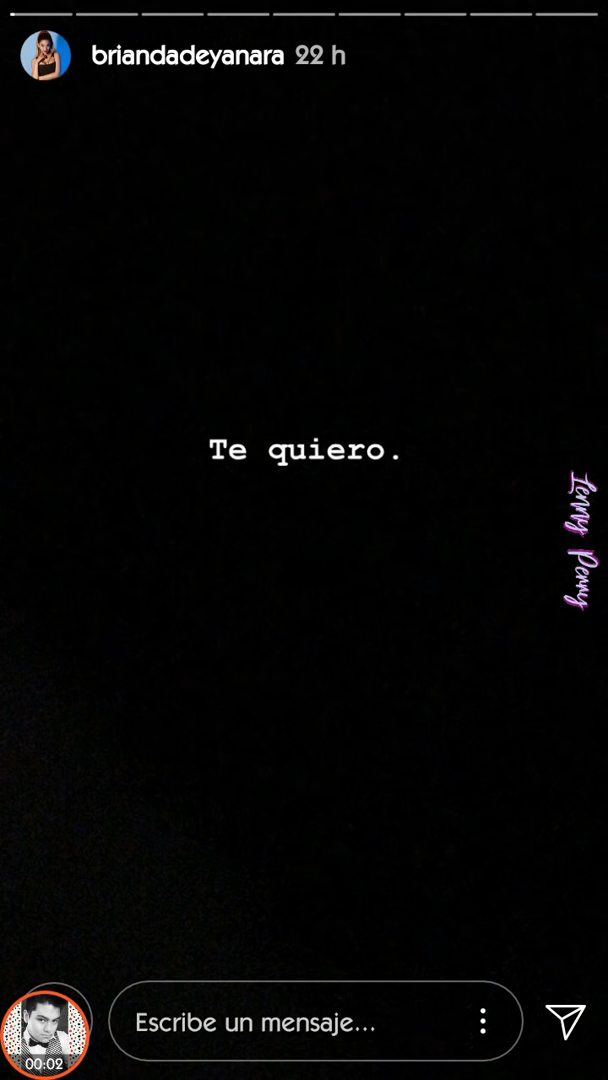 briandadeyanara 22 h
Te quiero.
Lenny Penny
Escribe un mensaje...
00:02